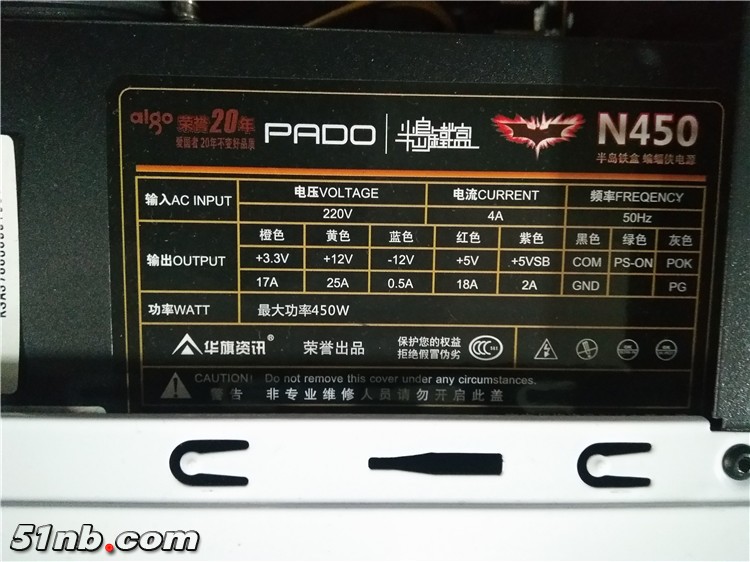 aigo 荣誉20年 PADO 半島鐵盒 N450
爱国者 20年不变好品质 半岛铁盒 蝙蝠侠电源
输入AC INPUT 电压VOLTAGE 电流CURRENT 频率FREQENCY
220V 4A 50Hz
输出OUTPUT 橙色 黄色 蓝色 红色 紫色 黑色 绿色 灰色
+3.3V +12V -12V +5V +5VSB COM PS-ON POK
17A 25A 0.5A 18A 2A GND PG
功率WATT 最大功率450W
华旗资讯® 荣誉出品 保护您的权益 CCC
拒绝假冒伪劣
CAUTION! Do not remove this cover under any circumstances.
警告 非专业维修人员请勿开启此盖
51nb.com